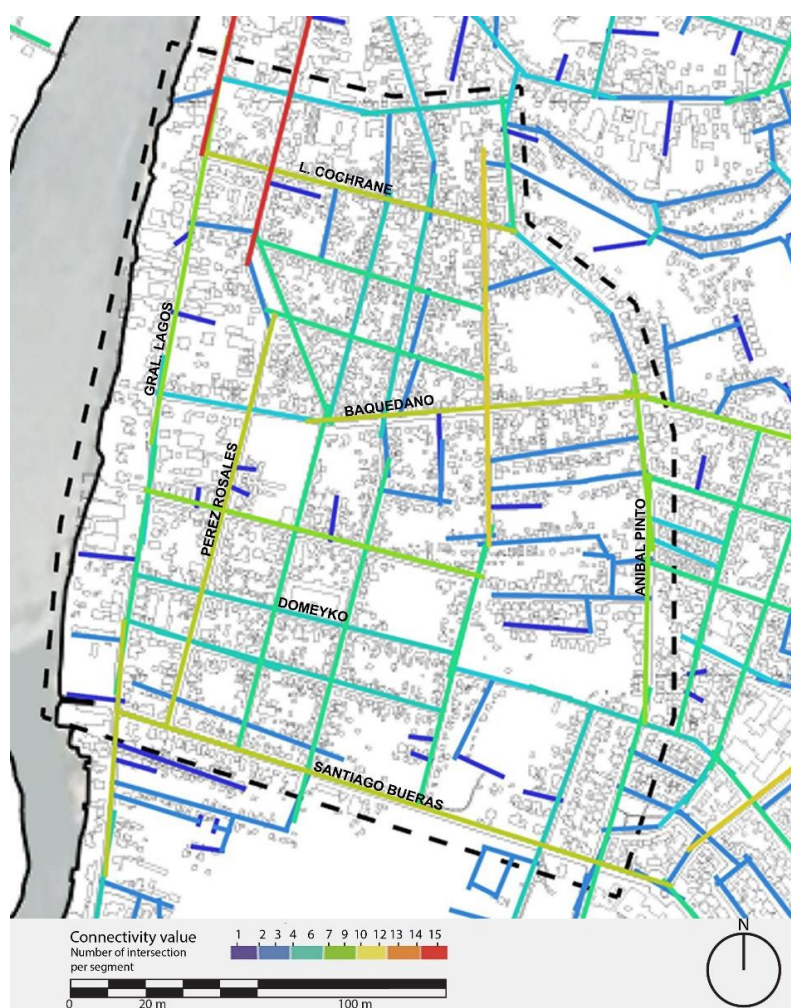 L. COCHRANE
GRAL. LAGOS
BAQUEDANO
PEREZ ROSALES
ANIBAL PINTO
DOMEYKO
SANTIAGO BUERAS
Connectivity value
Number of intersection
per segment
1 2 3 4 6 7 9 10 12 13 14 15
0 20 m 100 m
N